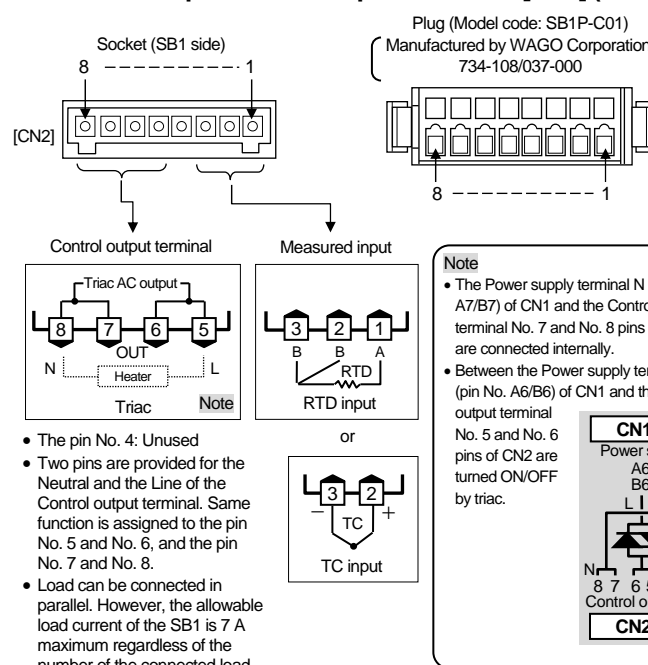 Socket (SB1 side)
8 1
[CN2]
Plug (Model code: SB1P-C01)
Manufactured by WAGO Corporation
734-108/037-000
8 1
Control output terminal
Triac AC output
8 7 6 5
OUT
N L
Heater
Triac
Note
Measured input
3 2 1
B B A
RTD
RTD input
or
3 2
− +
TC
TC input
• The pin No. 4: Unused
• Two pins are provided for the
Neutral and the Line of the
Control output terminal. Same
function is assigned to the pin
No. 5 and No. 6, and the pin
No. 7 and No. 8.
• Load can be connected in
parallel. However, the allowable
load current of the SB1 is 7 A
maximum regardless of the
number of the connected load
Note
• The Power supply terminal N
A7/B7) of CN1 and the Contro
terminal No. 7 and No. 8 pins
are connected internally.
• Between the Power supply ter
(pin No. A6/B6) of CN1 and th
output terminal
No. 5 and No. 6
pins of CN2 are
turned ON/OFF
by triac.
CN1
Power s
A6
B6
L
N
8 7 6 5
Control o
CN2